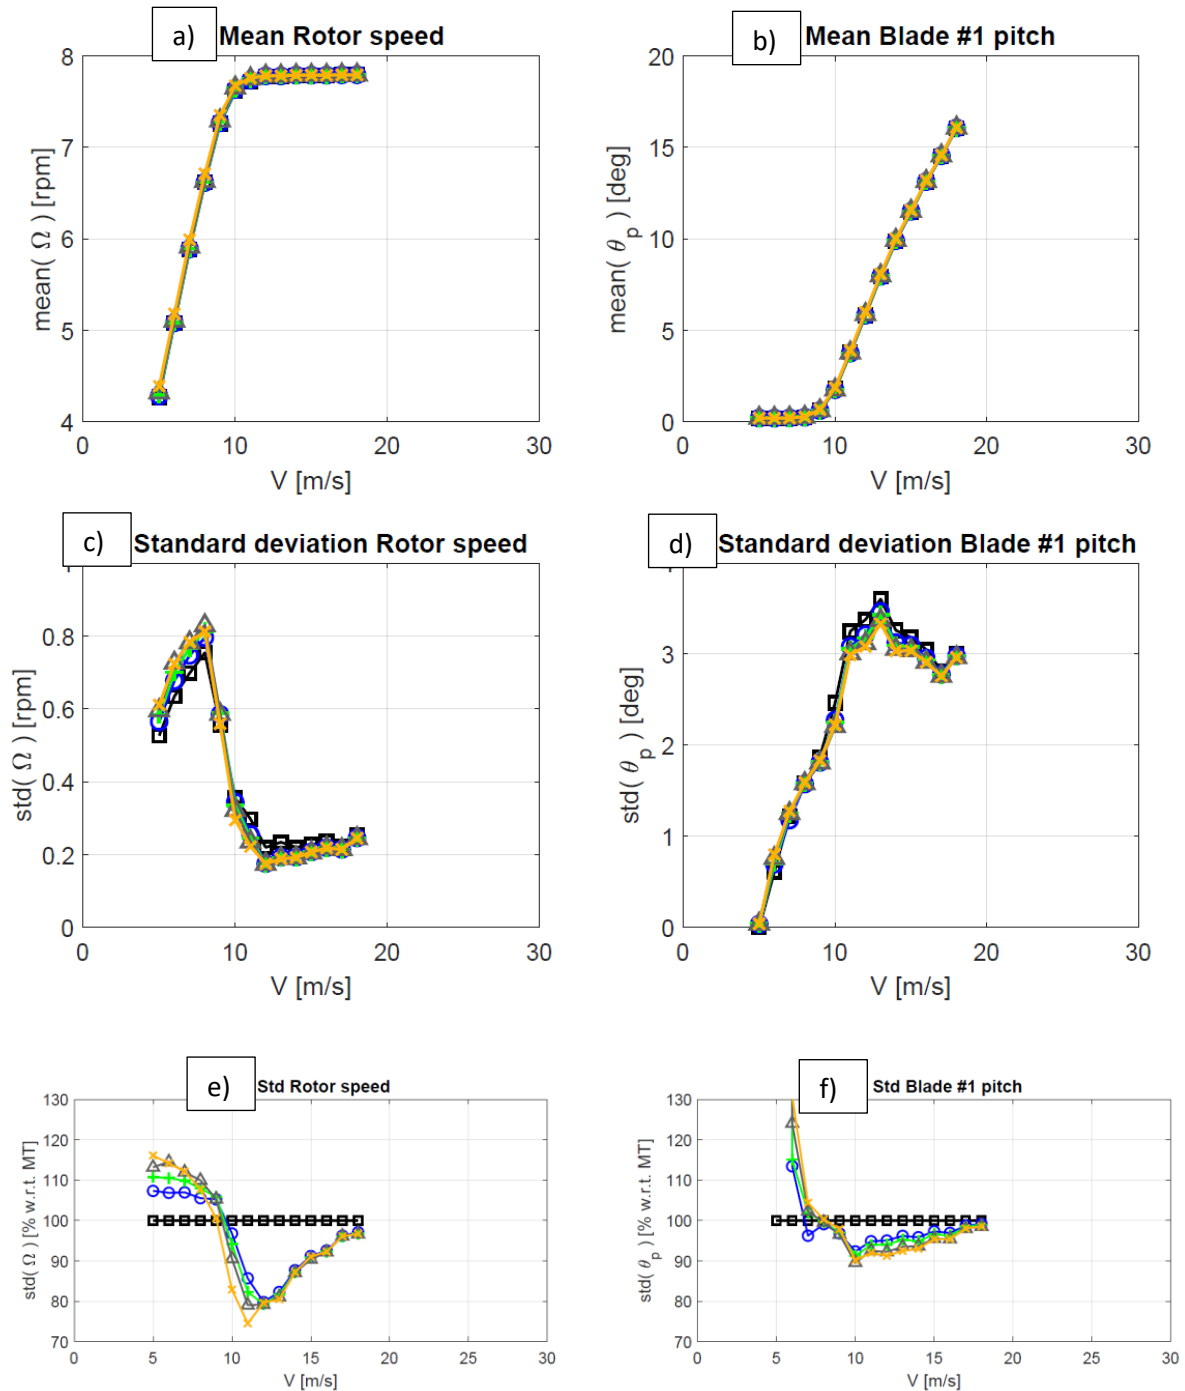 a) Mean Rotor speed
8
7
6
5
4
0 10 20 30
mean( Ω ) [rpm]
V [m/s]
b) Mean Blade #1 pitch
20
15
10
5
0
0 10 20 30
mean( θp ) [deg]
V [m/s]
c) Standard deviation Rotor speed
0.8
0.6
0.4
0.2
0
0 10 20 30
std( Ω ) [rpm]
V [m/s]
d) Standard deviation Blade #1 pitch
3
2
1
0
0 10 20 30
std( θp ) [deg]
V [m/s]
e) Std Rotor speed
130
120
110
100
90
80
70
0 5 10 15 20 25 30
std( Ω ) [% w.r.t. MT]
V [m/s]
f) Std Blade #1 pitch
130
120
110
100
90
80
70
0 5 10 15 20 25 30
std( θp ) [% w.r.t. MT]
V [m/s]